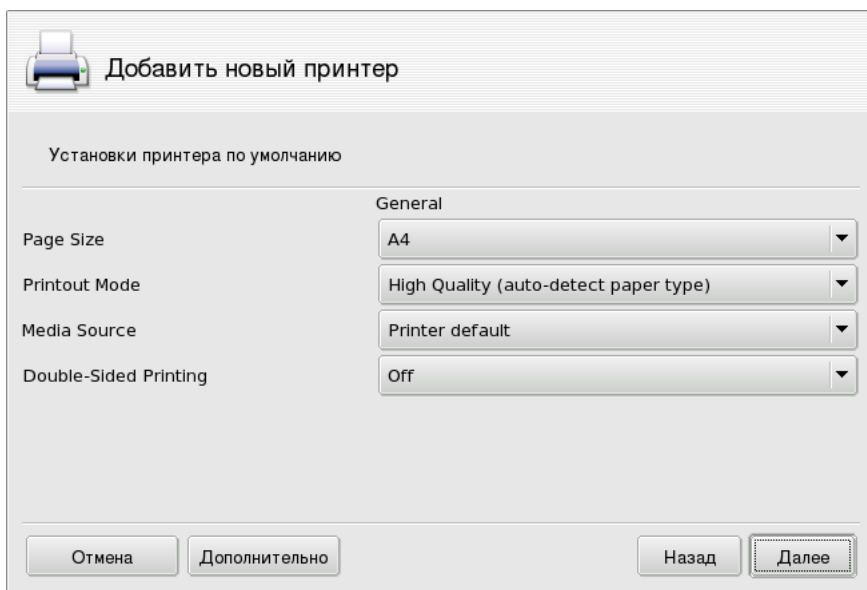 Добавить новый принтер
Установки принтера по умолчанию
General
Page Size A4
Printout Mode High Quality (auto-detect paper type)
Media Source Printer default
Double-Sided Printing Off
Отмена Дополнительно Назад Далее